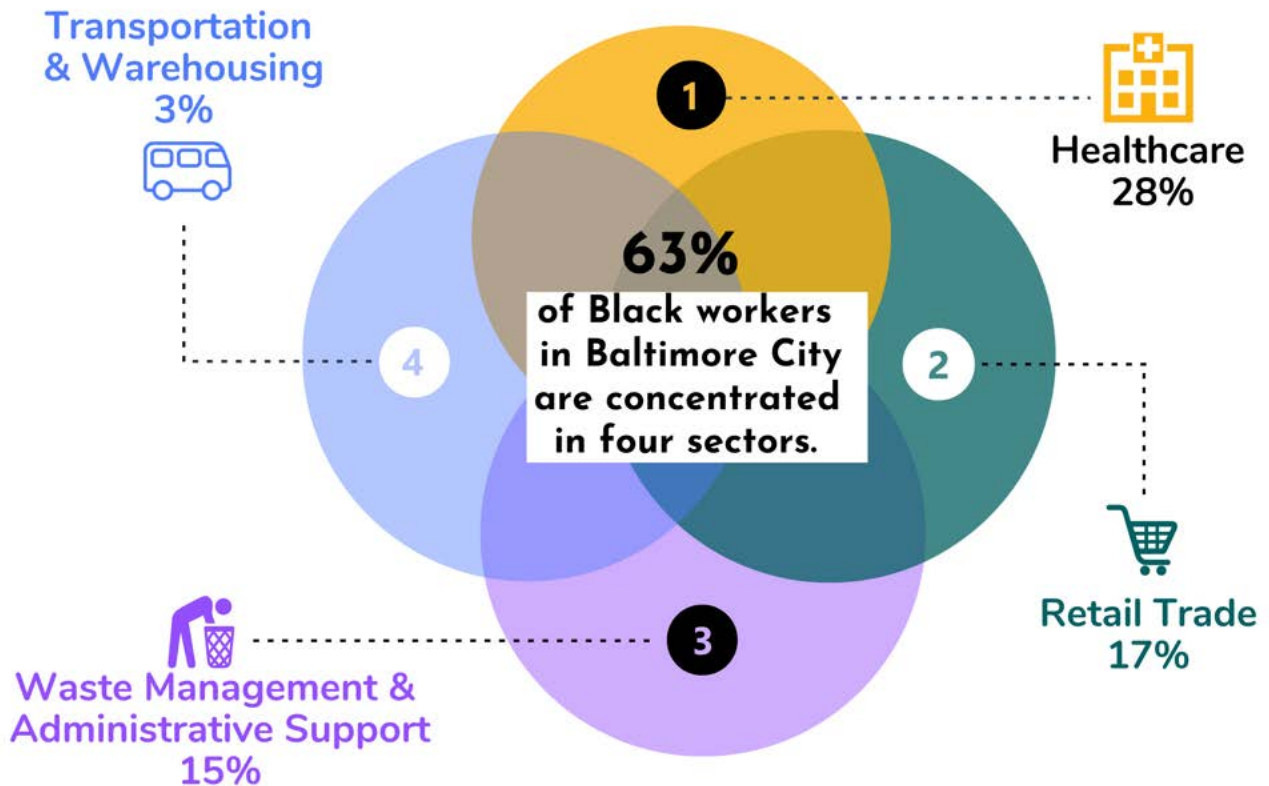 Transportation
& Warehousing
3%
1
Healthcare
28%
63%
of Black workers
in Baltimore City
are concentrated
in four sectors.
4
2
Retail Trade
17%
3
Waste Management &
Administrative Support
15%